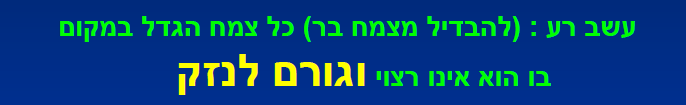 עשב רע : (להבדיל מצמח בר) כל צמח הגדל במקום
בו הוא אינו רצוי וגורם לנזק